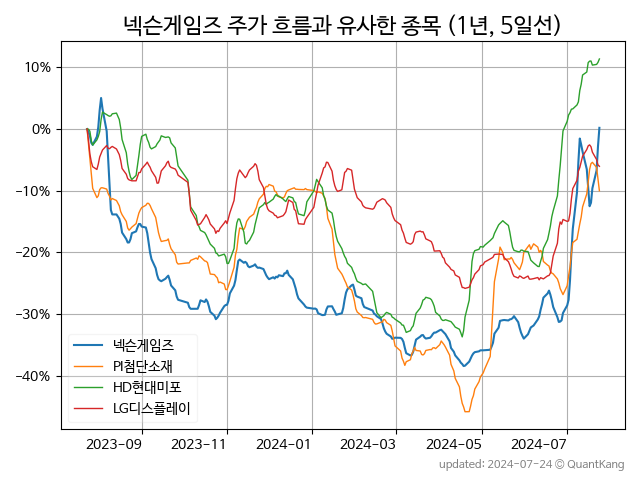 넥슨게임즈 주가 흐름과 유사한 종목 (1년, 5일선)
10%
0%
−10%
−20%
−30%
−40%
넥슨게임즈
PI첨단소재
HD현대미포
LG디스플레이
2023-09
2023-11
2024-01
2024-03
2024-05
2024-07
updated: 2024-07-24 © QuantKang